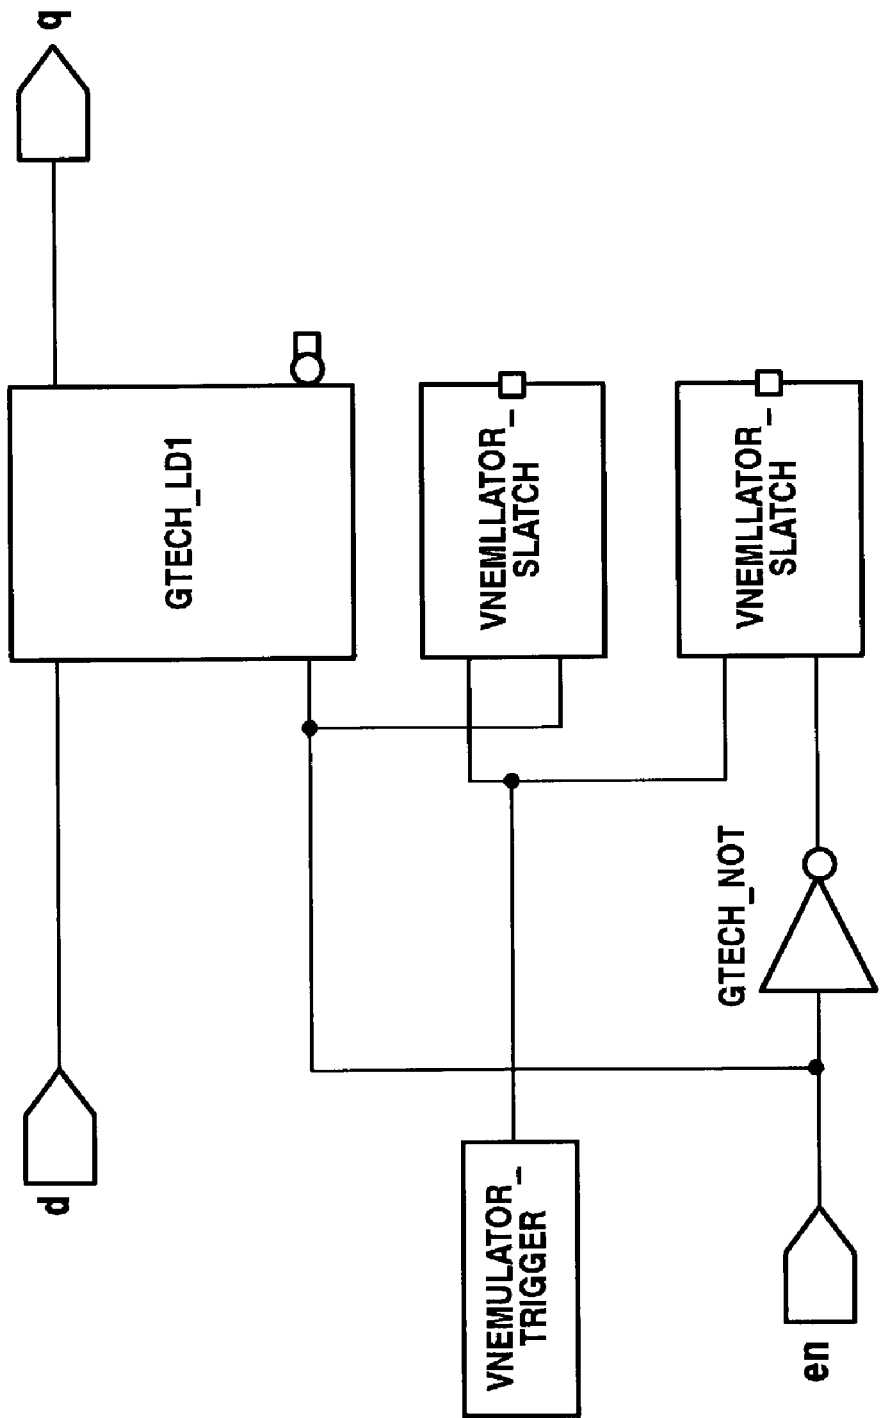 q
GTECH_LD1
VNEMLLATOR_
SLATCH
VNEMLLATOR_
SLATCH
GTECH_NOT
d
VNEMULATOR_
TRIGGER
en